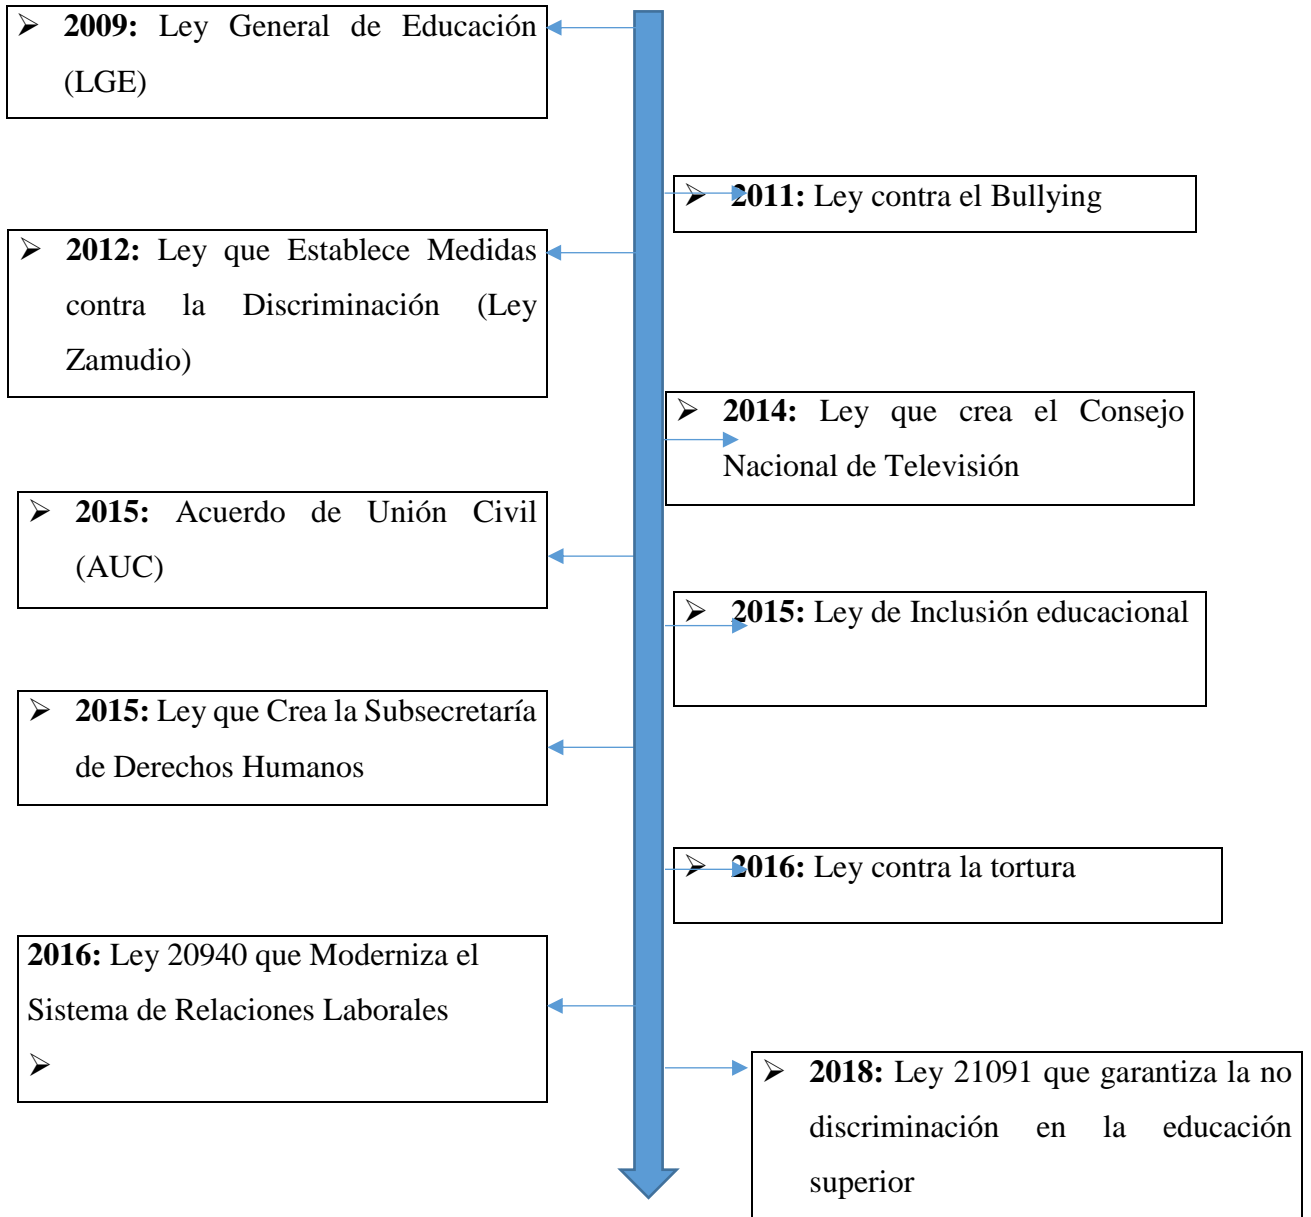 ➢ 2009: Ley General de Educación
(LGE)
➢ 2011: Ley contra el Bullying
➢ 2012: Ley que Establece Medidas
contra la Discriminación (Ley
Zamudio)
➢ 2014: Ley que crea el Consejo
Nacional de Televisión
➢ 2015: Acuerdo de Unión Civil
(AUC)
➢ 2015: Ley de Inclusión educacional
➢ 2015: Ley que Crea la Subsecretaría
de Derechos Humanos
➢ 2016: Ley contra la tortura
2016: Ley 20940 que Moderniza el
Sistema de Relaciones Laborales
➢
➢ 2018: Ley 21091 que garantiza la no
discriminación en la educación
superior